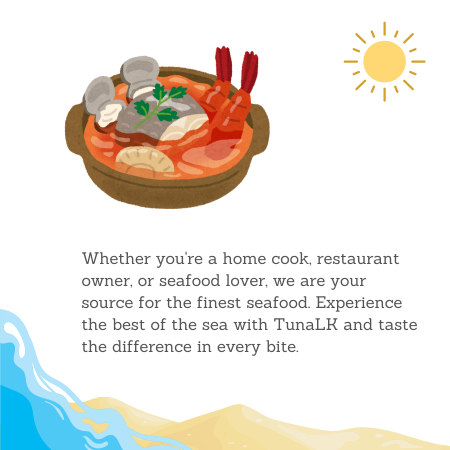 Whether you're a home cook, restaurant
owner, or seafood lover, we are your
source for the finest seafood. Experience
the best of the sea with TunaLK and taste
the difference in every bite.